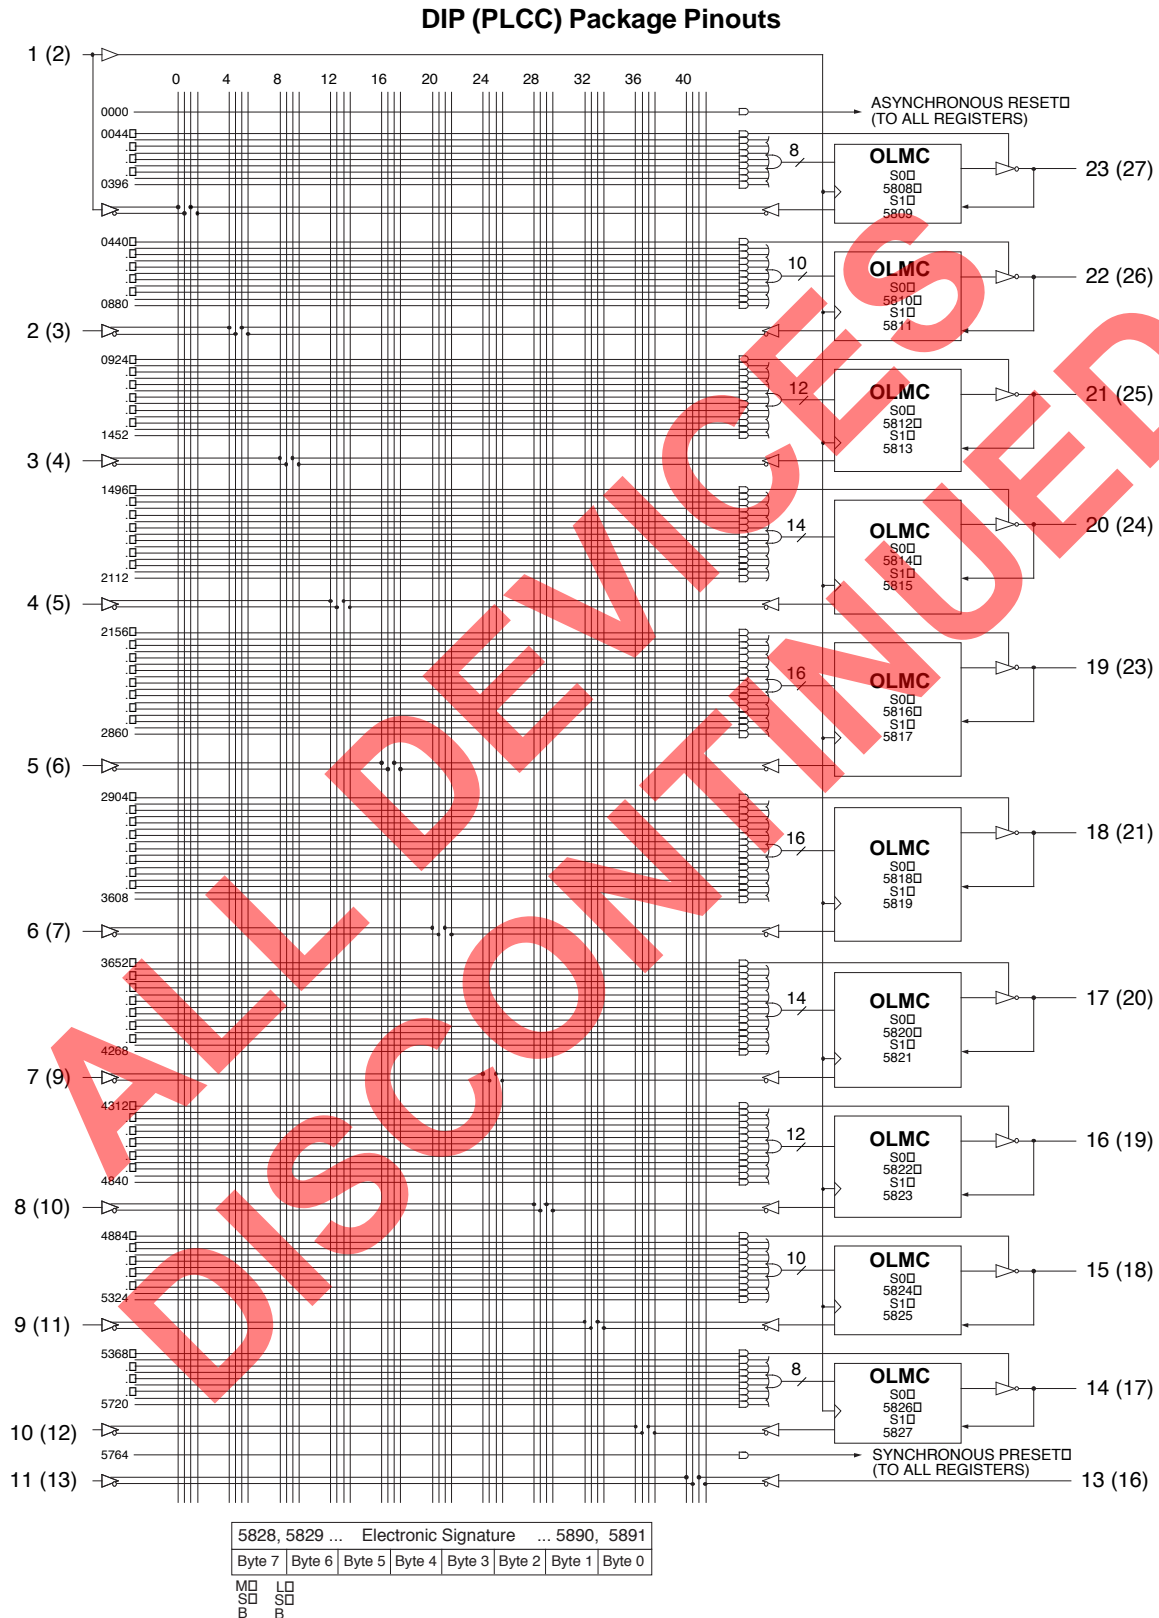 DIP (PLCC) Package Pinouts
1 (2)
0 4 8 12 16 20 24 28 32 36 40
0000
ASYNCHRONOUS RESET
(TO ALL REGISTERS)
0044
.
.
.
0396
8
OLMC
S0
5808
S1
5809
23 (27)
0440
.
.
.
.
0880
10
OLMC
S0
5810
S1
5811
22 (26)
2 (3)
0924
.
.
.
.
.
1452
12
OLMC
S0
5812
S1
5813
21 (25)
3 (4)
1496
.
.
.
.
.
.
2112
14
OLMC
S0
5814
S1
5815
20 (24)
4 (5)
2156
.
.
.
.
.
.
.
2860
16
OLMC
S0
5816
S1
5817
19 (23)
5 (6)
2904
.
.
.
.
.
.
.
3608
16
OLMC
S0
5818
S1
5819
18 (21)
6 (7)
3652
.
.
.
.
.
.
4268
14
OLMC
S0
5820
S1
5821
17 (20)
7 (9)
4312
.
.
.
.
.
4840
12
OLMC
S0
5822
S1
5823
16 (19)
8 (10)
4884
.
.
.
.
5324
10
OLMC
S0
5824
S1
5825
15 (18)
9 (11)
5368
.
.
.
5720
8
OLMC
S0
5826
S1
5827
14 (17)
10 (12)
5764
SYNCHRONOUS PRESET
(TO ALL REGISTERS)
11 (13)
13 (16)
5828, 5829 ... Electronic Signature ... 5890, 5891
Byte 7 Byte 6 Byte 5 Byte 4 Byte 3 Byte 2 Byte 1 Byte 0
M L
S S
B B
ALL DEVICES
DISCONTINUED